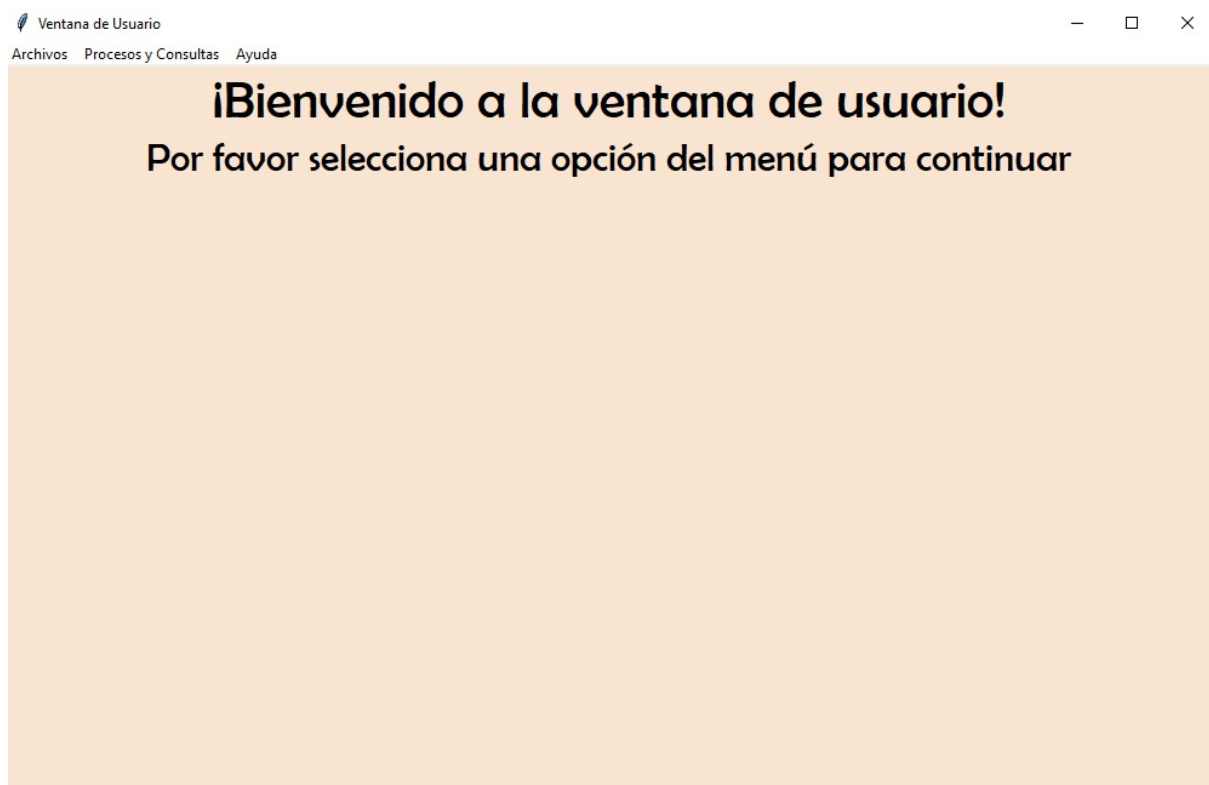 Ventana de Usuario
Archivos Procesos y Consultas Ayuda
¡Bienvenido a la ventana de usuario!
Por favor selecciona una opción del menú para continuar